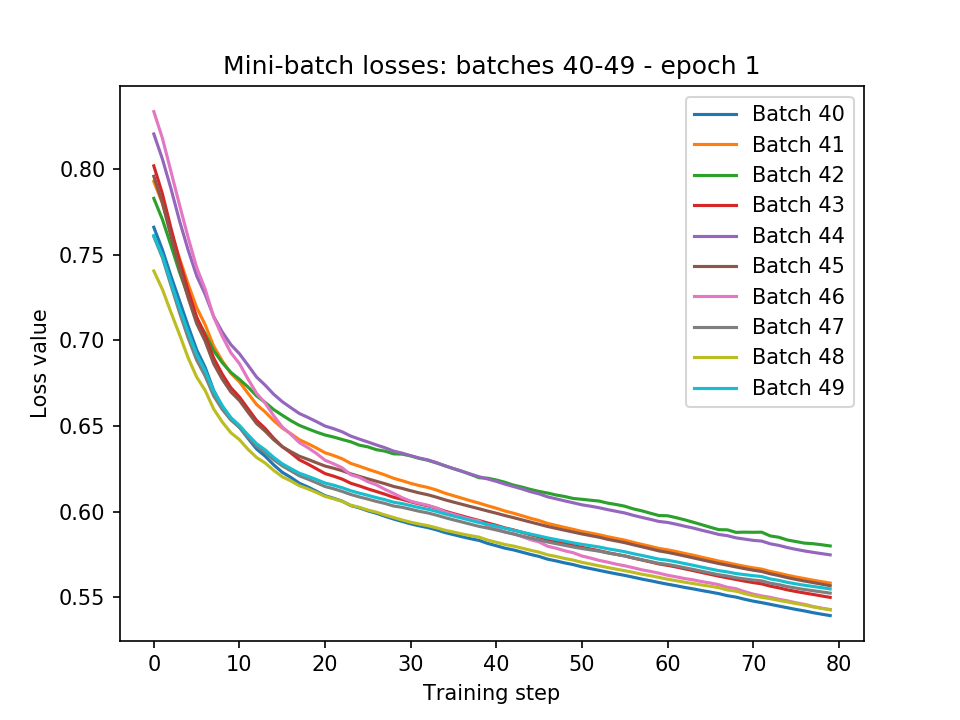 Mini-batch losses: batches 40-49 - epoch 1
Loss value
0.80
0.75
0.70
0.65
0.60
0.55
Batch 40
Batch 41
Batch 42
Batch 43
Batch 44
Batch 45
Batch 46
Batch 47
Batch 48
Batch 49
0 10 20 30 40 50 60 70 80
Training step